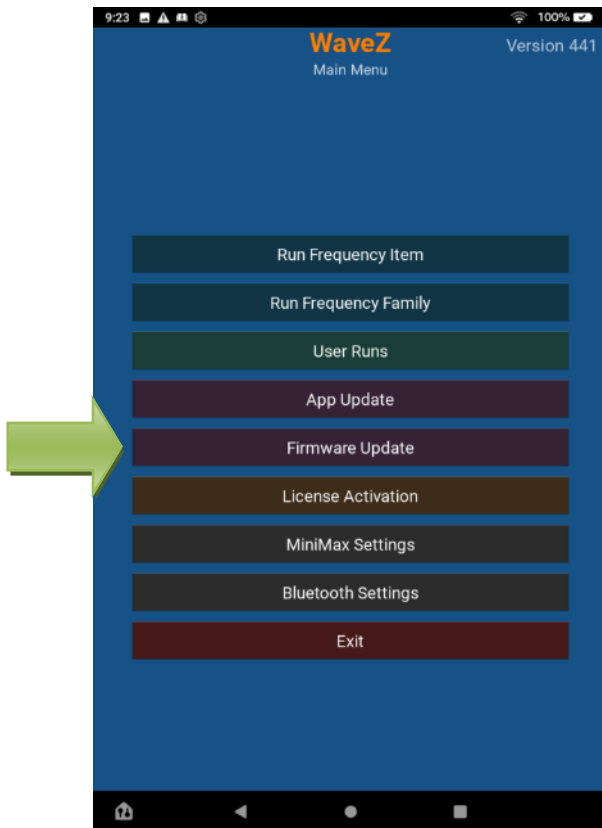 9:23 100%
WaveZ
Version 441
Main Menu
Run Frequency Item
Run Frequency Family
User Runs
App Update
Firmware Update
License Activation
MiniMax Settings
Bluetooth Settings
Exit